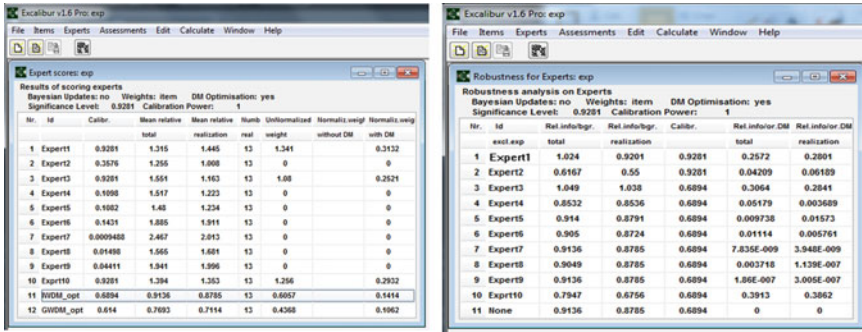 Excalibur v1.6 Pro: exp
File Items Experts Assessments Edit Calculate Window Help
Expert scores: exp
Results of scoring experts
Bayesian Updates: no Weights: item DM Optimisation: yes
Significance Level: 0.9281 Calibration Power: 1
Nr. Id Calibr. Mean relative Mean relative Numb UnNormalized Normaliz.weigl Normaliz.weig
total realization real weight without DM with DM
1 Expert1 0.9281 1.315 1.445 13 1.341 0.3132
2 Expert2 0.3576 1.255 1.008 13 0 0
3 Expert3 0.9281 1.551 1.163 13 1.08 0.2521
4 Expert4 0.1098 1.517 1.223 13 0 0
5 Expert5 0.1082 1.48 1.234 13 0 0
6 Expert6 0.1431 1.885 1.911 13 0 0
7 Expert7 0.0009488 2.467 2.013 13 0 0
8 Expert8 0.01498 1.565 1.681 13 0 0
9 Expert9 0.04411 1.941 1.996 13 0 0
10 Exprt10 0.9281 1.394 1.353 13 1.256 0.2932
11 IWDM_opt 0.6894 0.9136 0.8785 13 0.6057 0.1414
12 GWDM_opt 0.614 0.7693 0.7114 13 0.4368 0.1062
Excalibur v1.6 Pro: exp
File Items Experts Assessments Edit Calculate Window Help
Robustness for Experts: exp
Robustness analysis on Experts
Bayesian Updates: no Weights: item DM Optimisation: yes
Significance Level: 0.9281 Calibration Power: 1
Nr. Id Rel.info/bgr. Rel.info/bgr. Calibr. Rel.info/or.DM Rel.info/or.DM
excl.exp total realization total realization
1 Expert1 1.024 0.9201 0.9281 0.2572 0.2801
2 Expert2 0.6167 0.55 0.9281 0.04209 0.06189
3 Expert3 1.049 1.038 0.6894 0.3064 0.2841
4 Expert4 0.8532 0.8536 0.6894 0.05179 0.003689
5 Expert5 0.914 0.8791 0.6894 0.009738 0.01573
6 Expert6 0.905 0.8724 0.6894 0.01114 0.005761
7 Expert7 0.9136 0.8785 0.6894 7.835E-009 3.948E-009
8 Expert8 0.9049 0.8785 0.6894 0.003718 1.139E-007
9 Expert9 0.9136 0.8785 0.6894 1.86E-007 3.005E-007
10 Exprt10 0.7947 0.6756 0.6894 0.3913 0.3862
11 None 0.9136 0.8785 0.6894 0 0